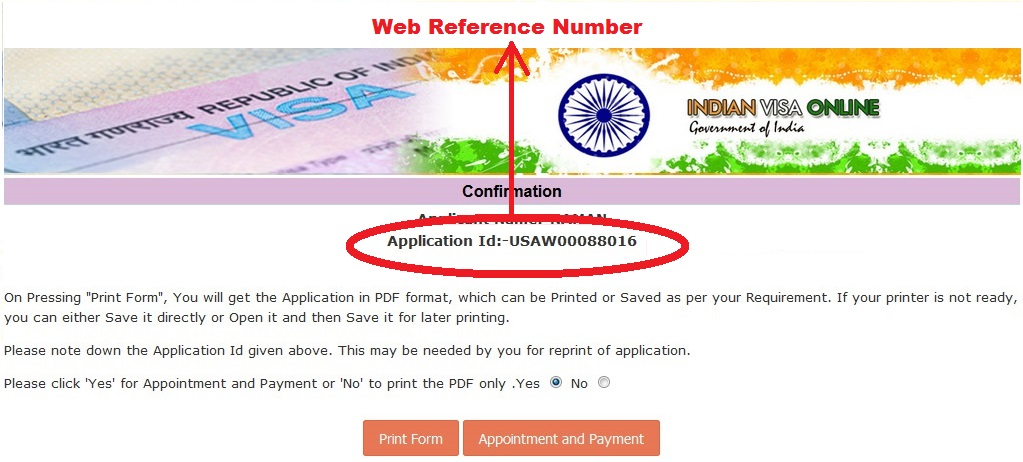 Web Reference Number
भारत गणराज्य REPUBLIC OF INDIA
VISA
INDIAN VISA ONLINE
Government of India
Confirmation
Applicant Name:-
Application Id:-USAW00088016
On Pressing "Print Form", You will get the Application in PDF format, which can be Printed or Saved as per your Requirement. If your printer is not ready,
you can either Save it directly or Open it and then Save it for later printing.
Please note down the Application Id given above. This may be needed by you for reprint of application.
Please click 'Yes' for Appointment and Payment or 'No' to print the PDF only .Yes No
Print Form Appointment and Payment